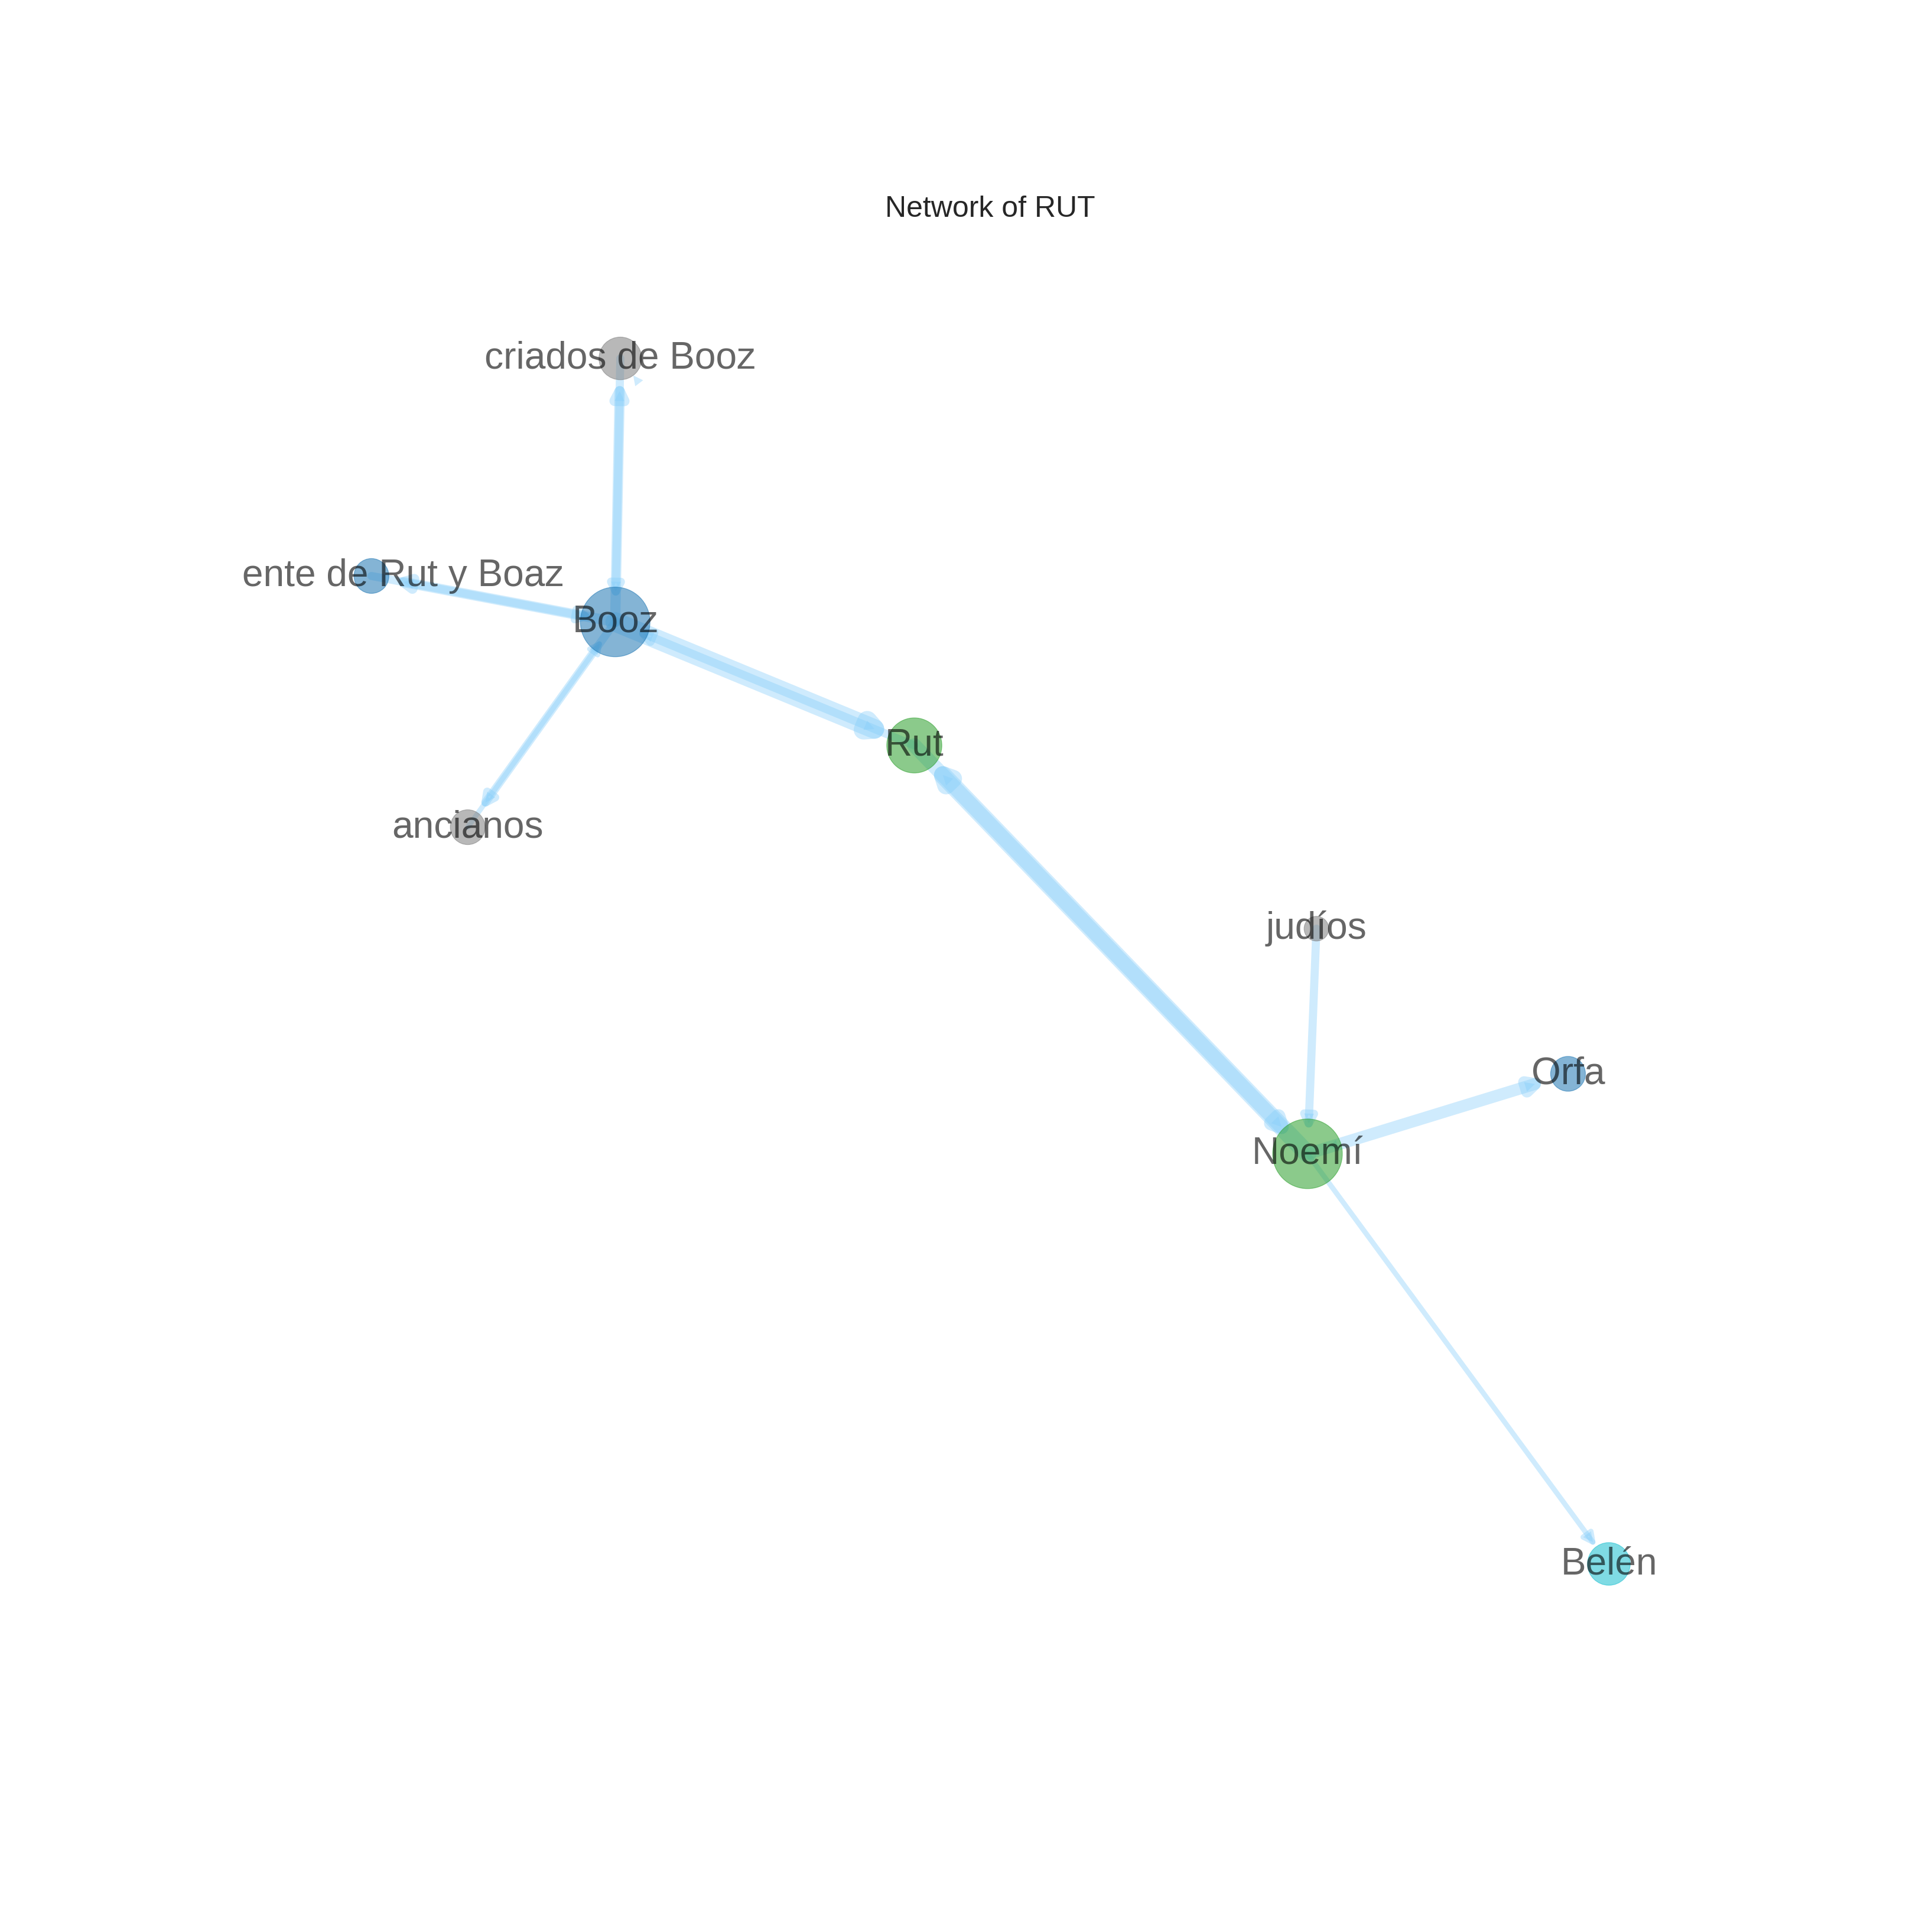 Network of RUT
criados de Booz
ente de Rut y Boaz
Booz
Rut
ancianos
judíos
Orfa
Noemí
Belén